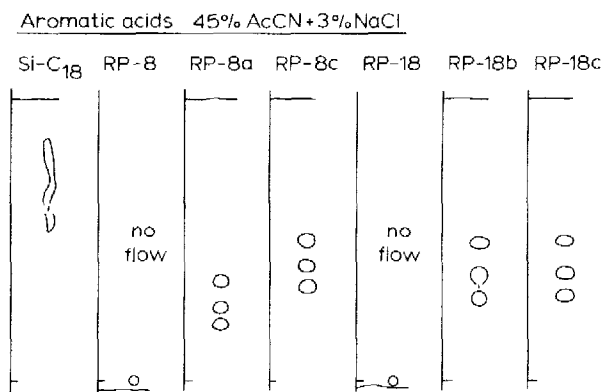 Aromatic acids 45% AcCN+3%NaCl
Si-C18 RP-8 RP-8a RP-8c RP-18 RP-18b RP-18c
no no
flow flow